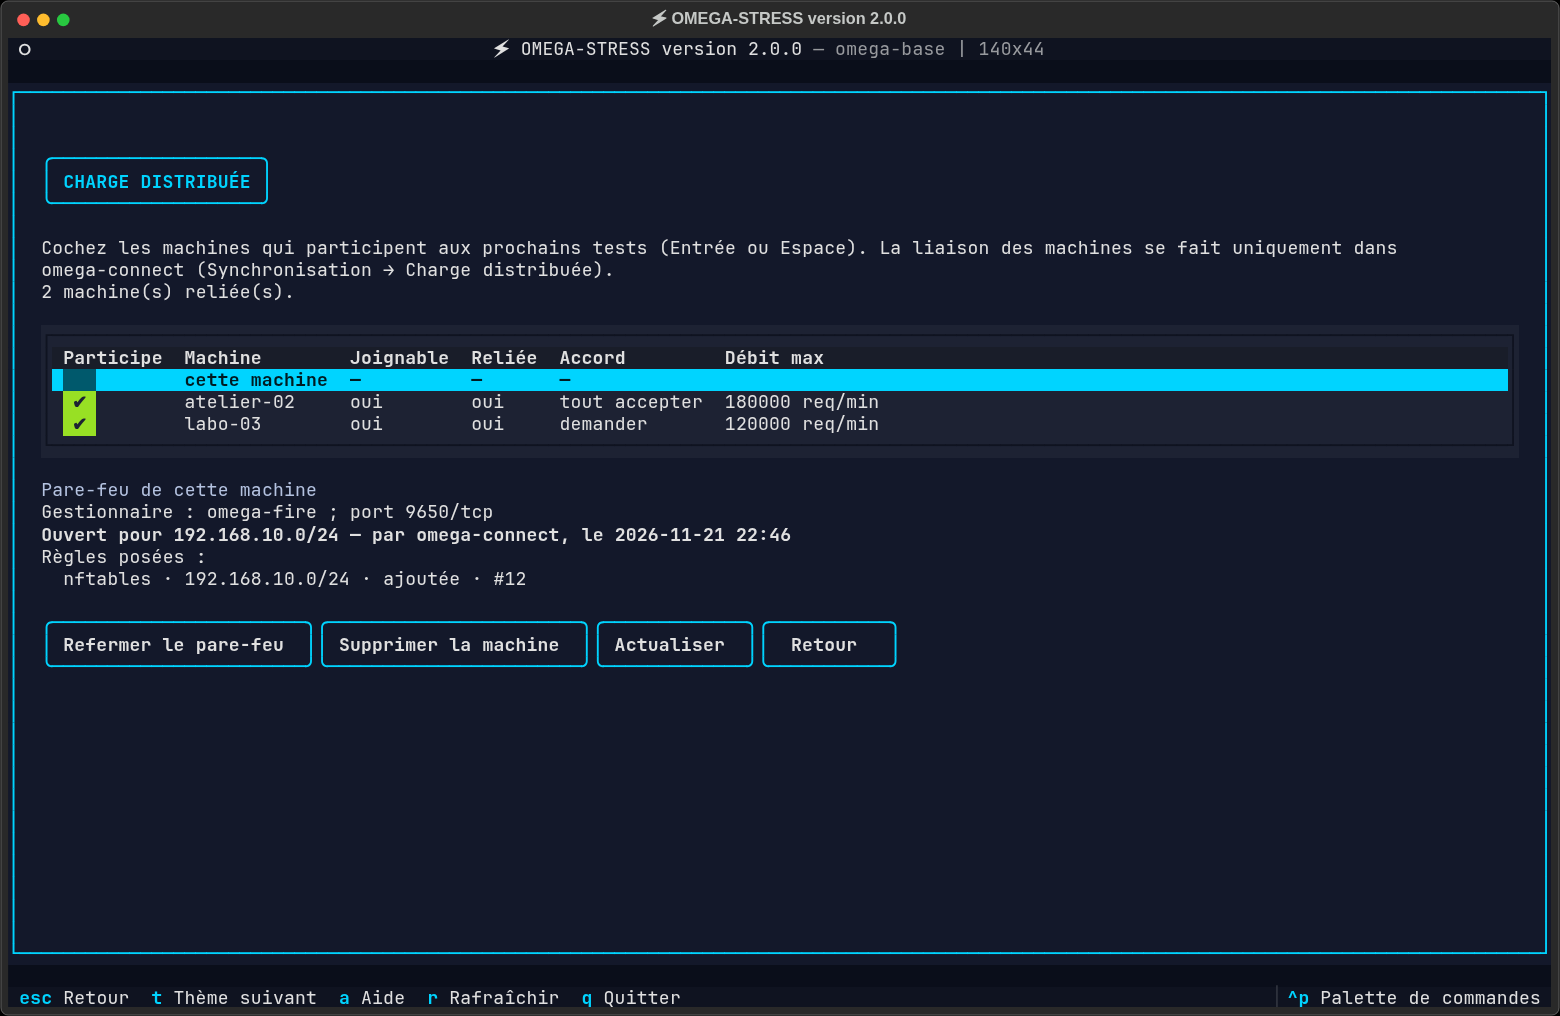 ⚡ OMEGA-STRESS version 2.0.0
⚡ OMEGA-STRESS version 2.0.0 — omega-base | 140x44
CHARGE DISTRIBUÉE
Cochez les machines qui participent aux prochains tests (Entrée ou Espace). La liaison des machines se fait uniquement dans
omega-connect (Synchronisation → Charge distribuée).
2 machine(s) reliée(s).
Participe Machine Joignable Reliée Accord Débit max
cette machine — — —
✔ atelier-02 oui oui tout accepter 180000 req/min
✔ labo-03 oui oui demander 120000 req/min
Pare-feu de cette machine
Gestionnaire : omega-fire ; port 9650/tcp
Ouvert pour 192.168.10.0/24 — par omega-connect, le 2026-11-21 22:46
Règles posées :
nftables · 192.168.10.0/24 · ajoutée · #12
Refermer le pare-feu Supprimer la machine Actualiser Retour
esc Retour t Thème suivant a Aide r Rafraîchir q Quitter ^p Palette de commandes